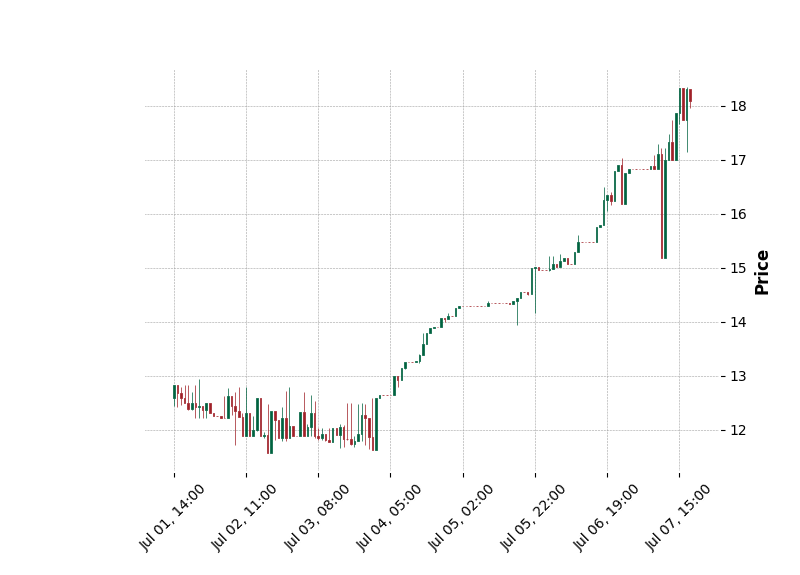 18
17
16
15
14
13
12
Price
Jul 01, 14:00
Jul 02, 11:00
Jul 03, 08:00
Jul 04, 05:00
Jul 05, 02:00
Jul 05, 22:00
Jul 06, 19:00
Jul 07, 15:00